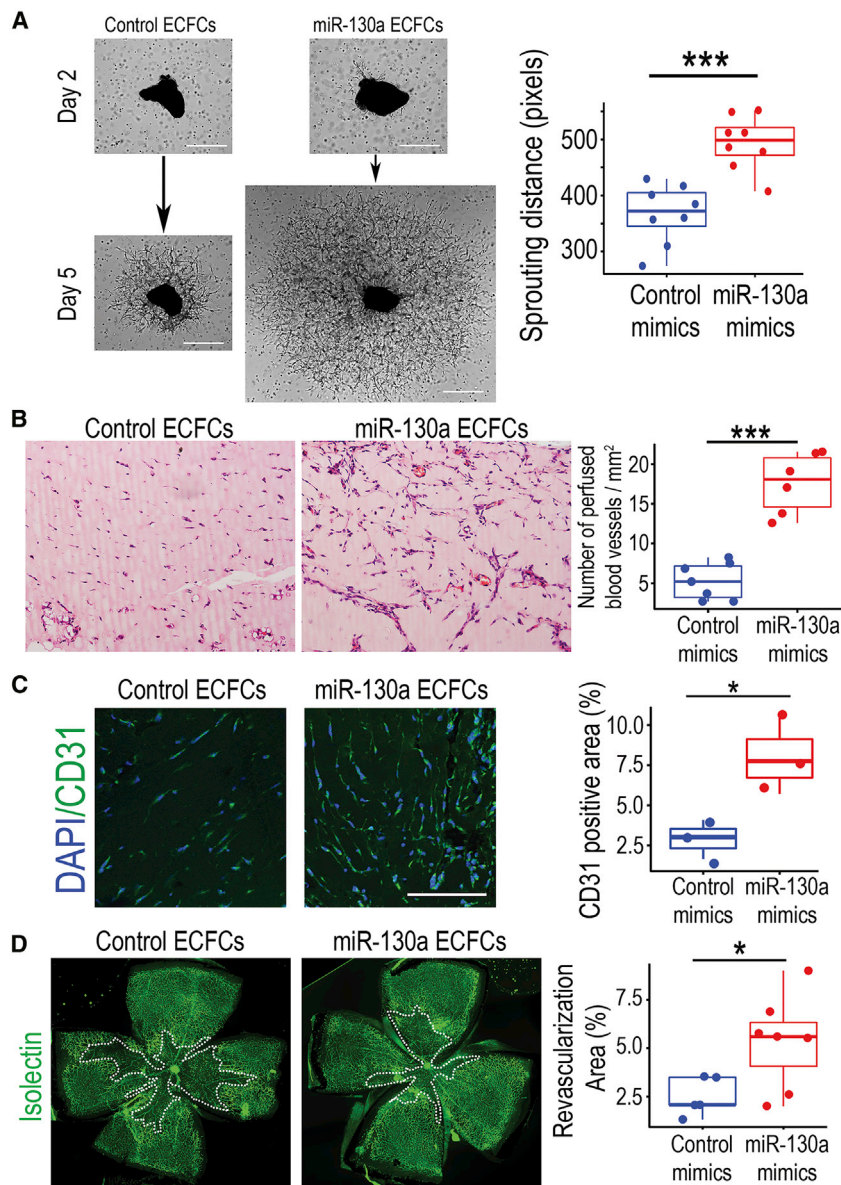 A
Control ECFCs
miR-130a ECFCs
Day 2
Day 5
Sprouting distance (pixels)
***
500
400
300
Control
mimics
miR-130a
mimics
B
Control ECFCs
miR-130a ECFCs
Number of perfused
blood vessels / mm²
***
20
15
10
5
Control
mimics
miR-130a
mimics
C
Control ECFCs
miR-130a ECFCs
DAPI/CD31
CD31 positive area (%)
*
10.0
7.5
5.0
2.5
Control
mimics
miR-130a
mimics
D
Control ECFCs
miR-130a ECFCs
Isolectin
Revascularization
Area (%)
*
7.5
5.0
2.5
Control
mimics
miR-130a
mimics